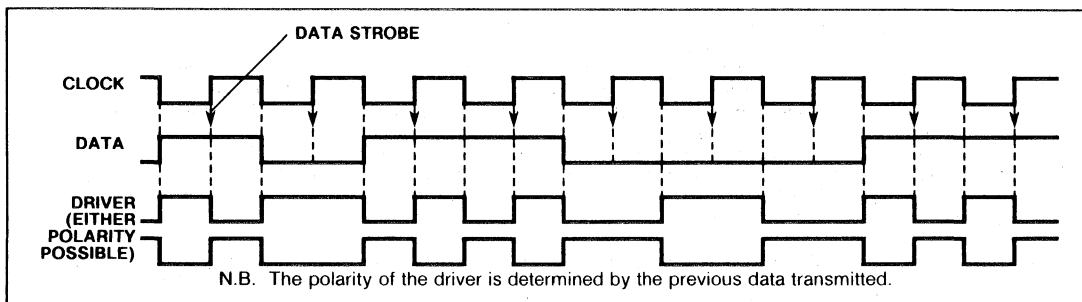 DATA STROBE
CLOCK
DATA
DRIVER
(EITHER
POLARITY
POSSIBLE)
N.B. The polarity of the driver is determined by the previous data transmitted.